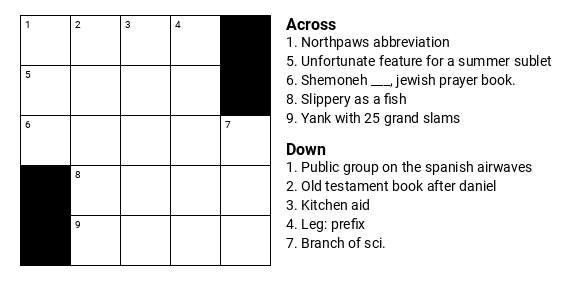 1 2 3 4
5
6 7
8
9
Across
1. Northpaws abbreviation
5. Unfortunate feature for a summer sublet
6. Shemoneh ___, jewish prayer book.
8. Slippery as a fish
9. Yank with 25 grand slams
Down
1. Public group on the spanish airwaves
2. Old testament book after daniel
3. Kitchen aid
4. Leg: prefix
7. Branch of sci.